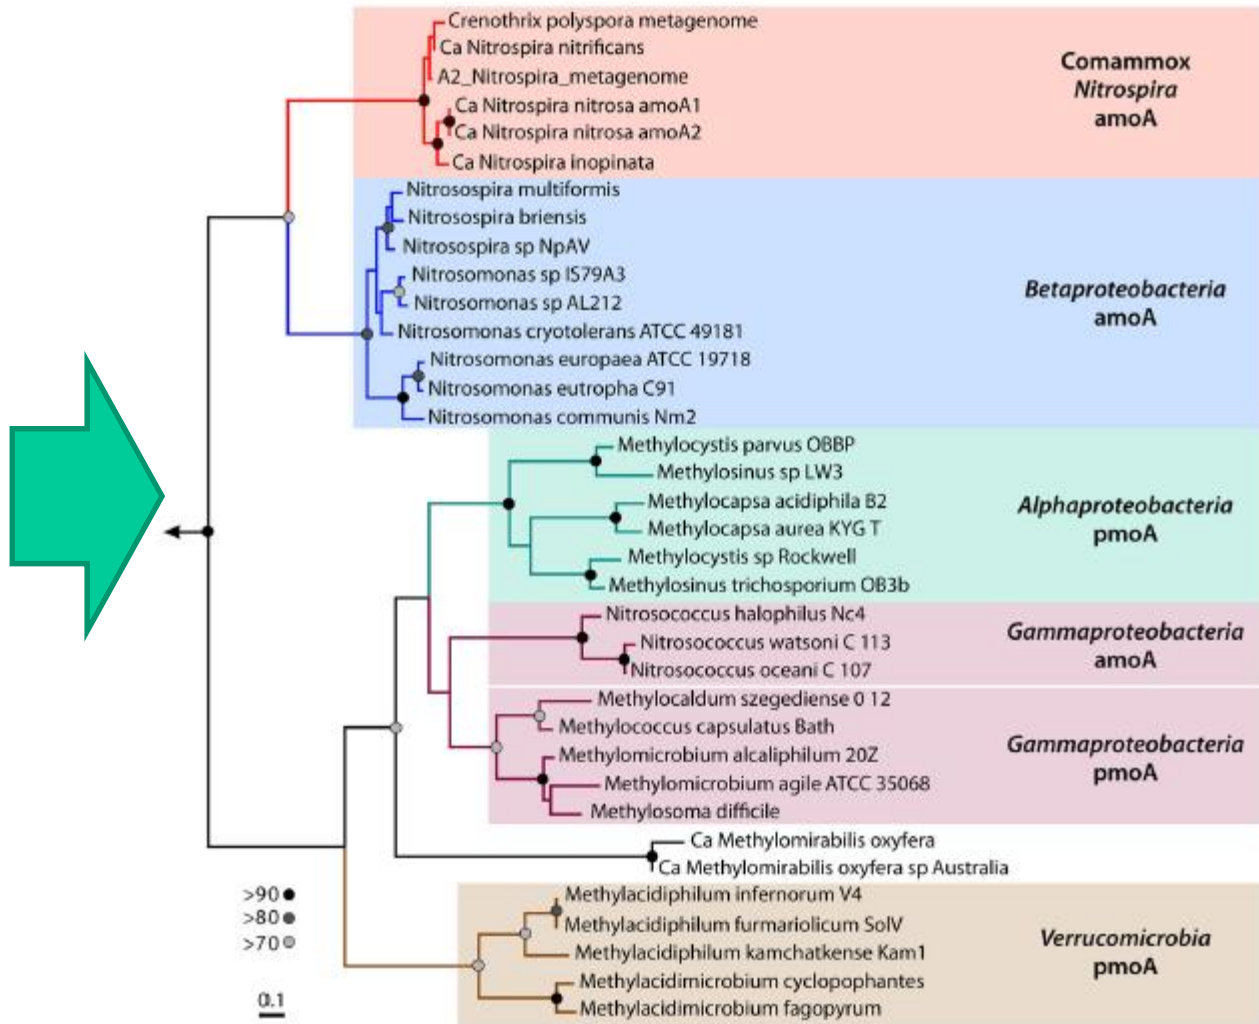 Crenothrix polyspora metagenome
Ca Nitrospira nitrificans
A2_Nitrospira_metagenome
Ca Nitrospira nitrosa amoA1
Ca Nitrospira nitrosa amoA2
Ca Nitrospira inopinata
Comammox
Nitrospira
amoA
Nitrosospira multiformis
Nitrosospira briensis
Nitrosospira sp NpAV
Nitrosomonas sp IS79A3
Nitrosomonas sp AL212
Nitrosomonas cryotolerans ATCC 49181
Nitrosomonas europaea ATCC 19718
Nitrosomonas eutropha C91
Nitrosomonas communis Nm2
Betaproteobacteria
amoA
Methylocystis parvus OBBP
Methylosinus sp LW3
Methylocapsa acidiphila B2
Methylocapsa aurea KYG T
Methylocystis sp Rockwell
Methylosinus trichosporium OB3b
Alphaproteobacteria
pmoA
Nitrosococcus halophilus Nc4
Nitrosococcus watsoni C 113
Nitrosococcus oceani C 107
Gammaproteobacteria
amoA
Methylocaldum szegediense 0 12
Methylococcus capsulatus Bath
Methylomicrobium alcaliphilum 20Z
Methylomicrobium agile ATCC 35068
Methylosoma difficile
Gammaproteobacteria
pmoA
Ca Methylomirabilis oxyfera
Ca Methylomirabilis oxyfera sp Australia
Methylacidiphilum infernorum V4
Methylacidiphilum furmariolicum SolV
Methylacidiphilum kamchatkense Kam1
Methylacidimicrobium cyclopophantes
Methylacidimicrobium fagopyrum
Verrucomicrobia
pmoA
>90
>80
>70
0.1